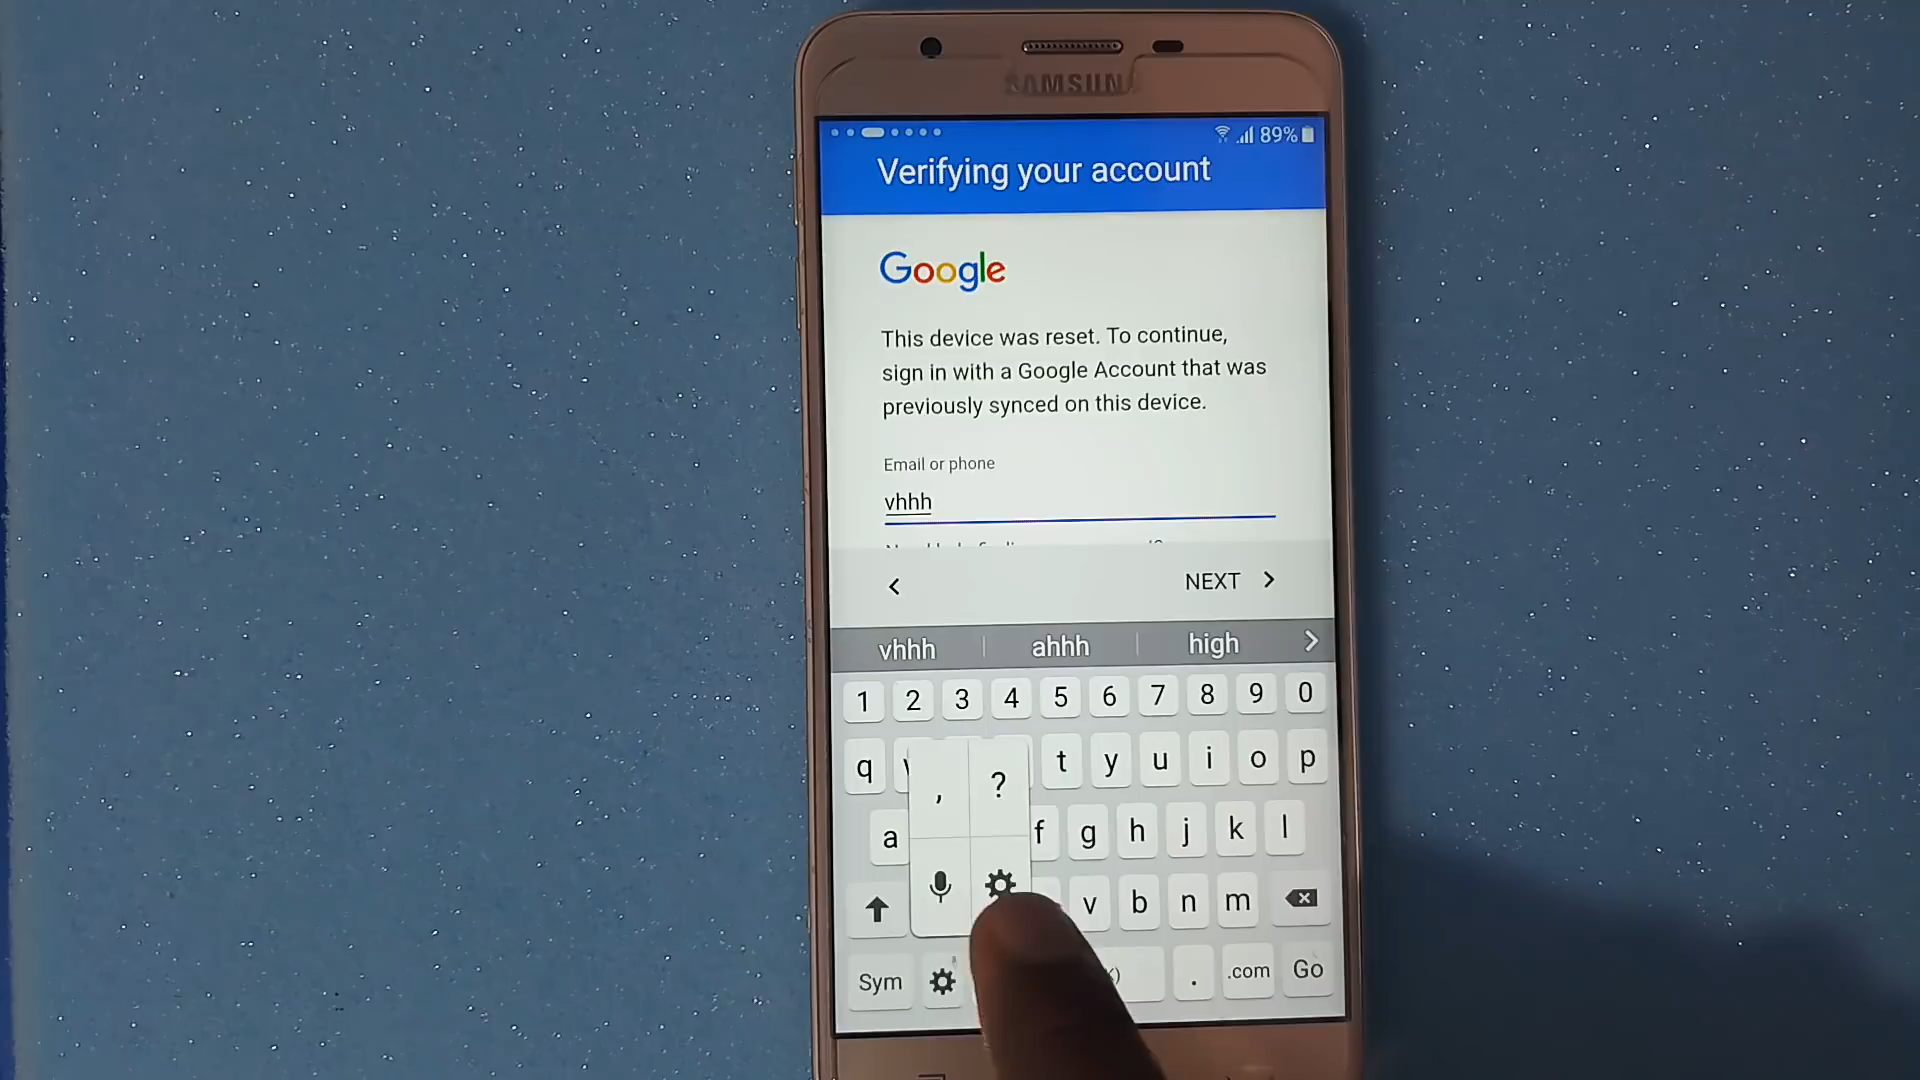 SAMSUNG
89%
Verifying your account
Google
This device was reset. To continue,
sign in with a Google Account that was
previously synced on this device.
Email or phone
vhhh
NEXT
vhhh ahhh high
1 2 3 4 5 6 7 8 9 0
q t y u i o p
, ?
a f g h j k l
v b n m
Sym . .com Go